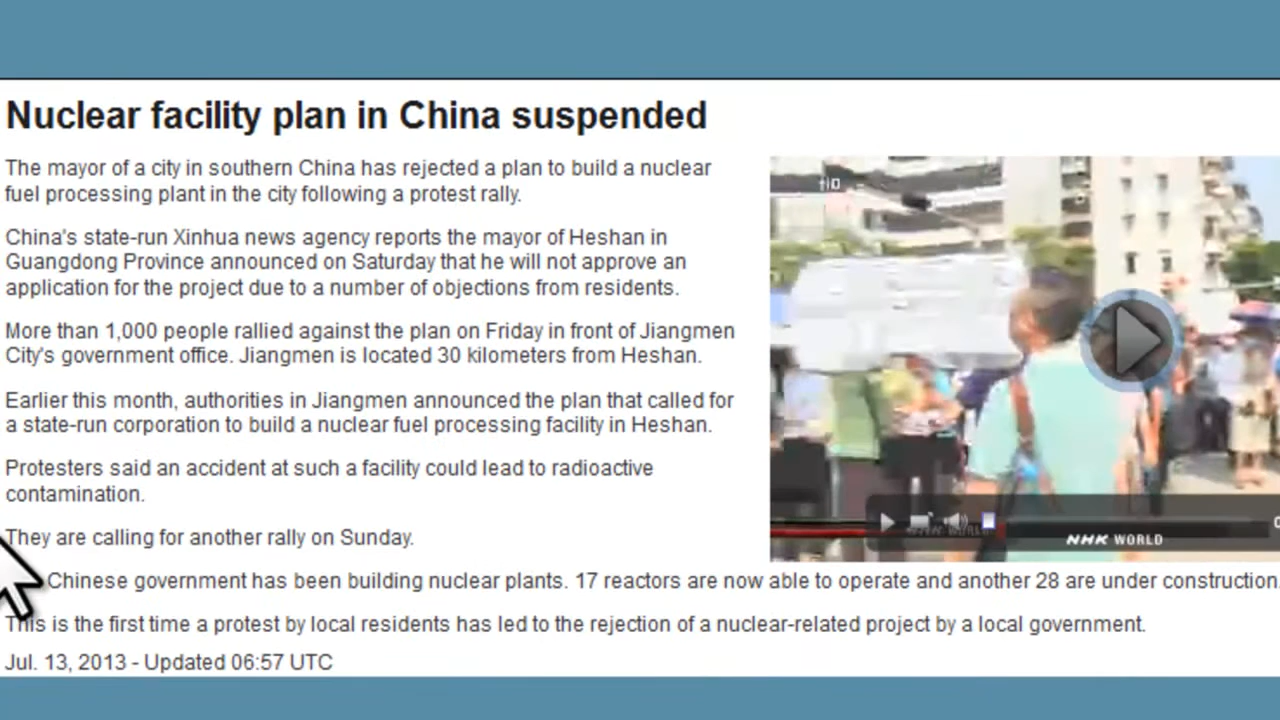 Nuclear facility plan in China suspended
The mayor of a city in southern China has rejected a plan to build a nuclear
fuel processing plant in the city following a protest rally.
China's state-run Xinhua news agency reports the mayor of Heshan in
Guangdong Province announced on Saturday that he will not approve an
application for the project due to a number of objections from residents.
More than 1,000 people rallied against the plan on Friday in front of Jiangmen
City's government office. Jiangmen is located 30 kilometers from Heshan.
Earlier this month, authorities in Jiangmen announced the plan that called for
a state-run corporation to build a nuclear fuel processing facility in Heshan.
Protesters said an accident at such a facility could lead to radioactive
contamination.
They are calling for another rally on Sunday.
NHK WORLD
Chinese government has been building nuclear plants. 17 reactors are now able to operate and another 28 are under construction.
This is the first time a protest by local residents has led to the rejection of a nuclear-related project by a local government.
Jul. 13, 2013 - Updated 06:57 UTC